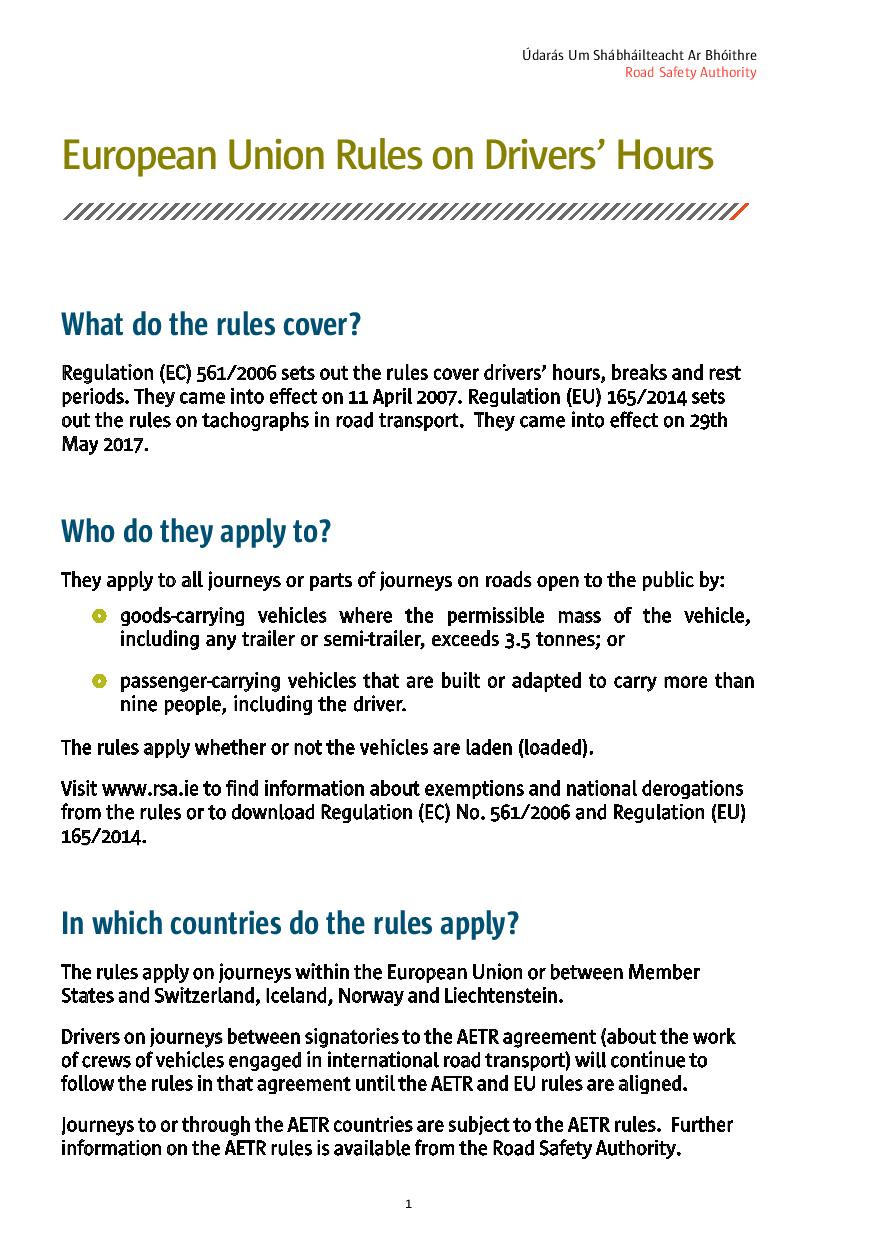 Údarás Um Shábháilteacht Ar Bhóithre
Road Safety Authority
European Union Rules on Drivers’ Hours
What do the rules cover?
Regulation (EC) 561/2006 sets out the rules cover drivers’ hours, breaks and rest
periods. They came into effect on 11 April 2007. Regulation (EU) 165/2014 sets
out the rules on tachographs in road transport.  They came into effect on 29th
May 2017.
Who do they apply to?
They apply to all journeys or parts of journeys on roads open to the public by:
goods-carrying vehicles where the permissible mass of the vehicle,
including any trailer or semi-trailer, exceeds 3.5 tonnes; or
passenger-carrying vehicles that are built or adapted to carry more than
nine people, including the driver.
The rules apply whether or not the vehicles are laden (loaded).
Visit www.rsa.ie to find information about exemptions and national derogations
from the rules or to download Regulation (EC) No. 561/2006 and Regulation (EU)
165/2014.
In which countries do the rules apply?
The rules apply on journeys within the European Union or between Member
States and Switzerland, Iceland, Norway and Liechtenstein.
Drivers on journeys between signatories to the AETR agreement (about the work
of crews of vehicles engaged in international road transport) will continue to
follow the rules in that agreement until the AETR and EU rules are aligned.
Journeys to or through the AETR countries are subject to the AETR rules.  Further
information on the AETR rules is available from the Road Safety Authority.
1